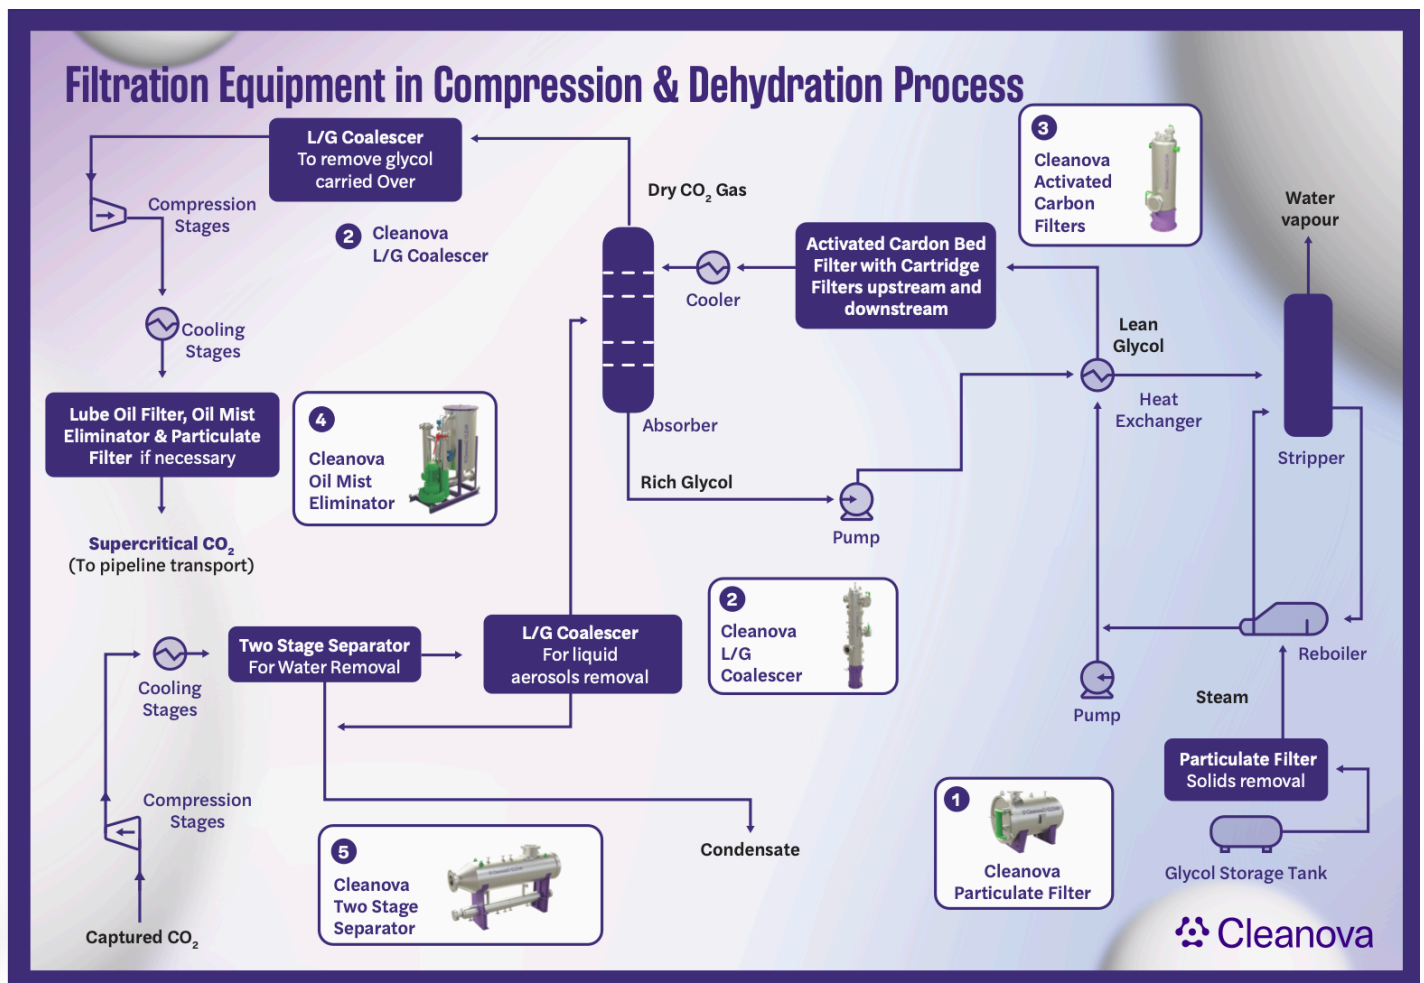 Filtration Equipment in Compression & Dehydration Process
L/G Coalescer
To remove glycol
carried Over
Compression
Stages
2
Cleanova
L/G Coalescer
Dry CO₂ Gas
Cooler
Activated Cardon Bed
Filter with Cartridge
Filters upstream and
downstream
3
Cleanova
Activated
Carbon
Filters
Water
vapour
Lean
Glycol
Heat
Exchanger
Stripper
Cooling
Stages
Lube Oil Filter, Oil Mist
Eliminator & Particulate
Filter if necessary
4
Cleanova
Oil Mist
Eliminator
Absorber
Rich Glycol
Pump
Supercritical CO₂
(To pipeline transport)
Cooling
Stages
Two Stage Separator
For Water Removal
L/G Coalescer
For liquid
aerosols removal
2
Cleanova
L/G
Coalescer
Pump
Reboiler
Steam
Particulate Filter
Solids removal
Glycol Storage Tank
Compression
Stages
Captured CO₂
5
Cleanova
Two Stage
Separator
Condensate
1
Cleanova
Particulate Filter
Cleanova